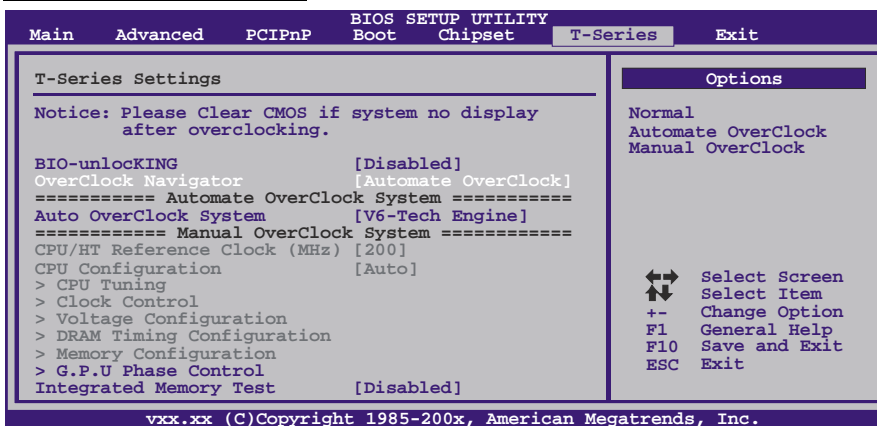 BIOS SETUP UTILITY
Main Advanced PCIPnP Boot Chipset T-Series Exit
T-Series Settings
Notice: Please Clear CMOS if system no display
after overclocking.
BIO-unlocKING [Disabled]
OverClock Navigator [Automate OverClock]
=========== Automate OverClock System ===========
Auto OverClock System [V6-Tech Engine]
============ Manual OverClock System ============
CPU/HT Reference Clock (MHz) [200]
CPU Configuration [Auto]
> CPU Tuning
> Clock Control
> Voltage Configuration
> DRAM Timing Configuration
> Memory Configuration
> G.P.U Phase Control
Integrated Memory Test [Disabled]
Options
Normal
Automate OverClock
Manual OverClock
Select Screen
Select Item
+- Change Option
F1 General Help
F10 Save and Exit
ESC Exit
vxx.xx (C)Copyright 1985-200x, American Megatrends, Inc.